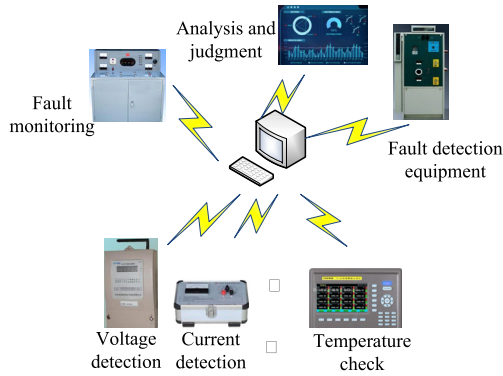 Analysis and
judgment
Fault
monitoring
Fault detection
equipment
Voltage
detection
Current
detection
Temperature
check